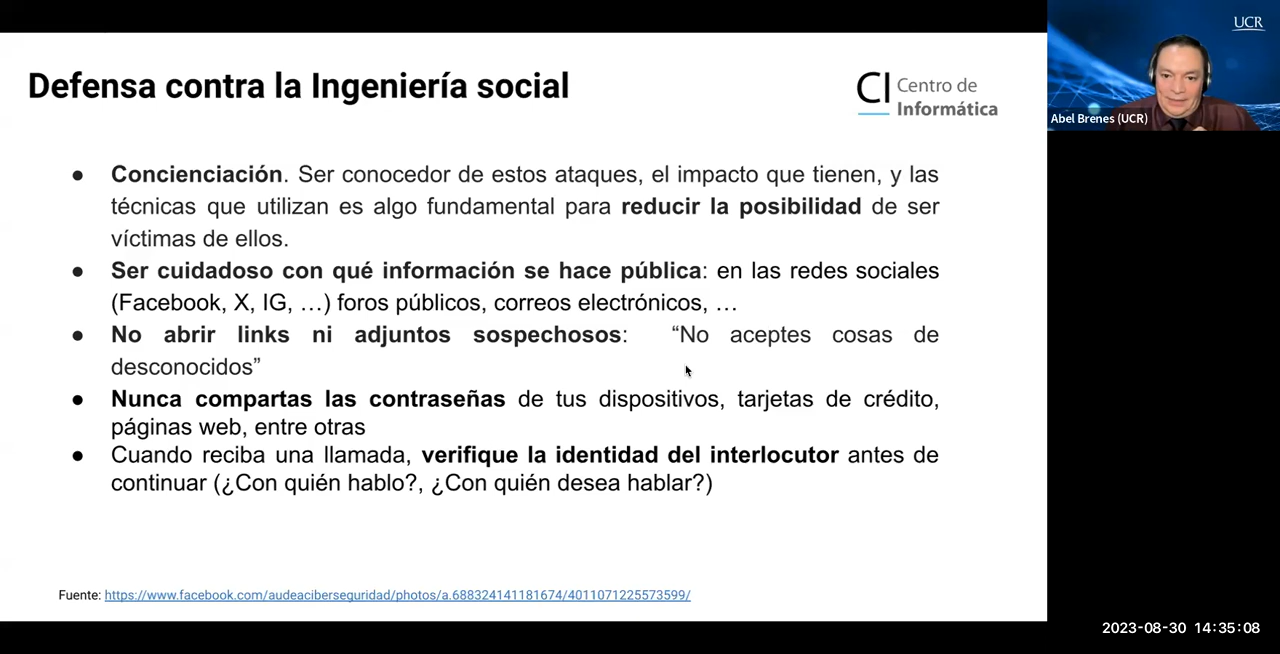 Defensa contra la Ingeniería social
CI Centro de
Informática
● Concienciación. Ser conocedor de estos ataques, el impacto que tienen, y las
técnicas que utilizan es algo fundamental para reducir la posibilidad de ser
víctimas de ellos.
● Ser cuidadoso con qué información se hace pública: en las redes sociales
(Facebook, X, IG, …) foros públicos, correos electrónicos, …
● No abrir links ni adjuntos sospechosos: “No aceptes cosas de
desconocidos”
● Nunca compartas las contraseñas de tus dispositivos, tarjetas de crédito,
páginas web, entre otras
● Cuando reciba una llamada, verifique la identidad del interlocutor antes de
continuar (¿Con quién hablo?, ¿Con quién desea hablar?)
Fuente: https://www.facebook.com/audeaciberseguridad/photos/a.688324141181674/4011071225573599/
UCR
Abel Brenes (UCR)
2023-08-30 14:35:08